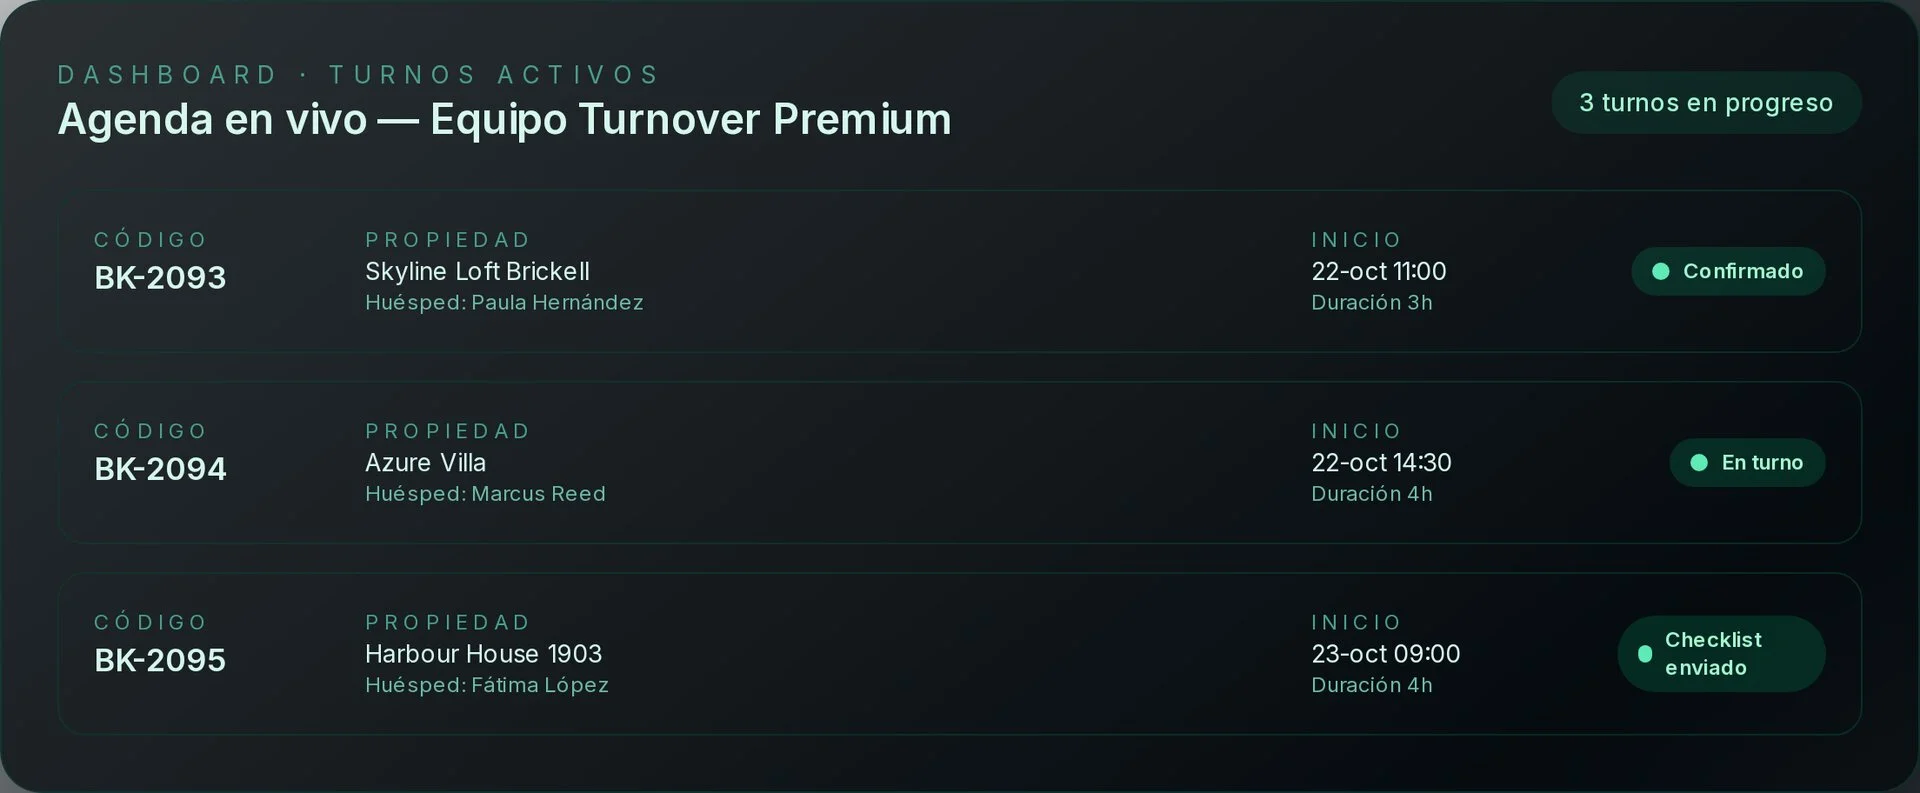 DASHBOARD · TURNOS ACTIVOS
Agenda en vivo — Equipo Turnover Premium
3 turnos en progreso
CÓDIGO
BK-2093
PROPIEDAD
Skyline Loft Brickell
Huésped: Paula Hernández
INICIO
22-oct 11:00
Duración 3h
Confirmado
CÓDIGO
BK-2094
PROPIEDAD
Azure Villa
Huésped: Marcus Reed
INICIO
22-oct 14:30
Duración 4h
En turno
CÓDIGO
BK-2095
PROPIEDAD
Harbour House 1903
Huésped: Fátima López
INICIO
23-oct 09:00
Duración 4h
Checklist
enviado